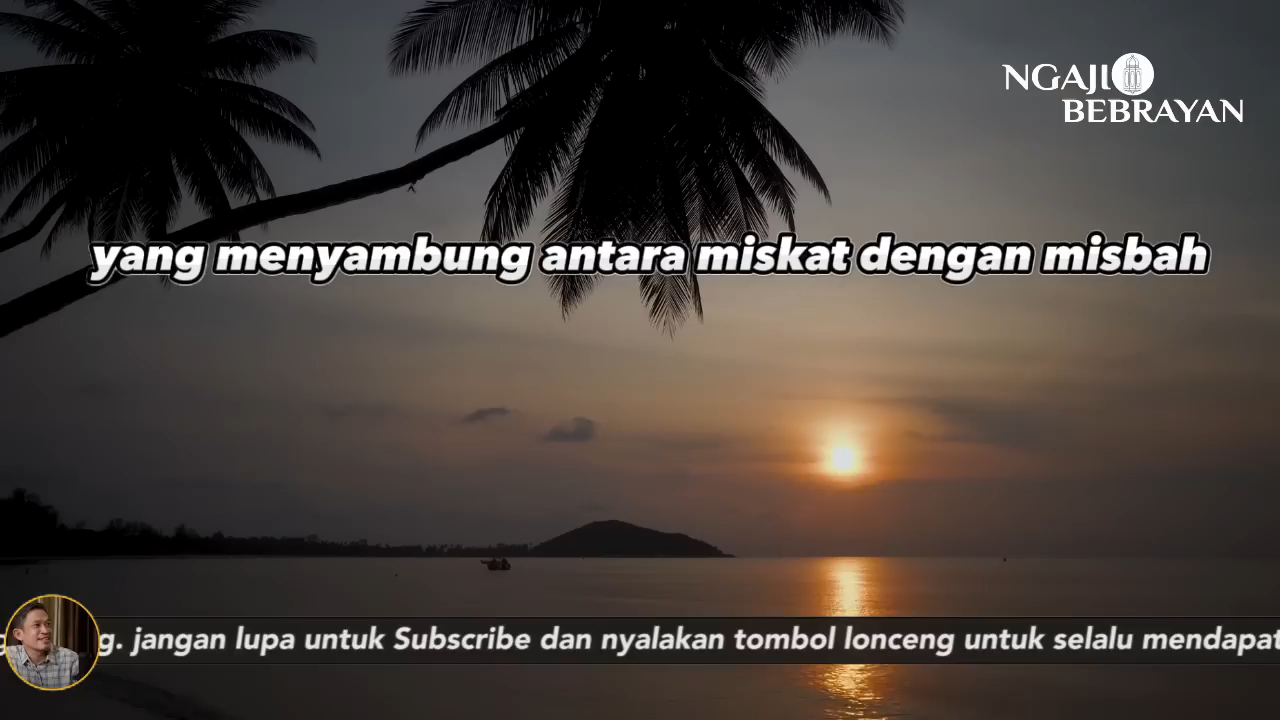 NGAJI
BEBRAYAN
yang menyambung antara miskat dengan misbah
g. jangan lupa untuk Subscribe dan nyalakan tombol lonceng untuk selalu mendapat